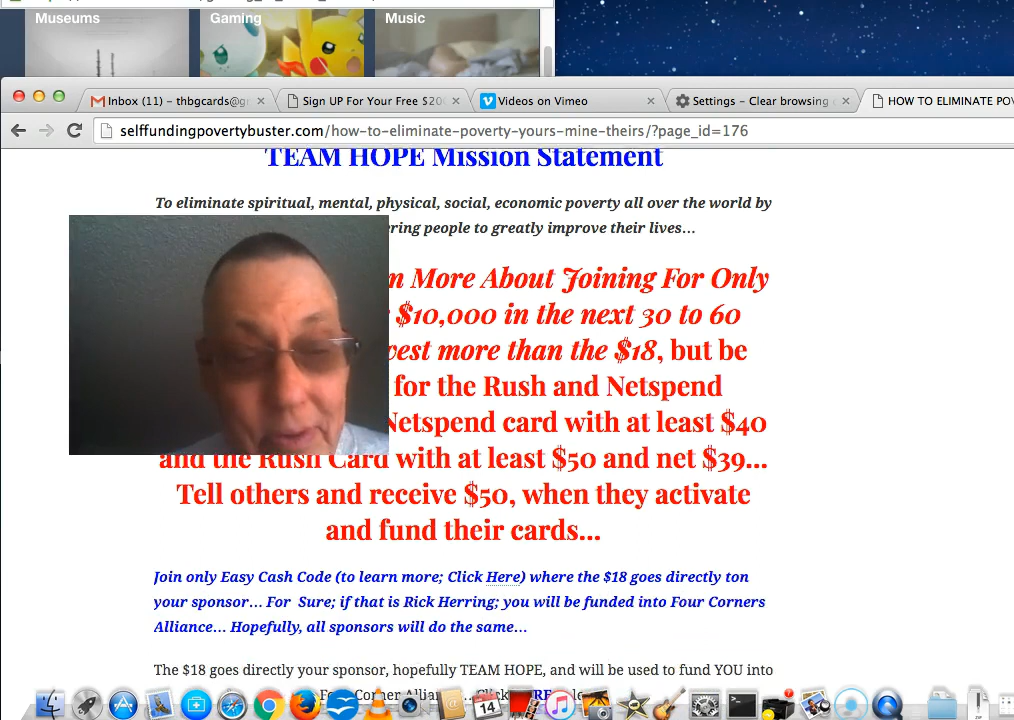 Museums
Gaming
Music
Inbox (11) – thbgcards@g
Sign UP For Your Free $20
Videos on Vimeo
Settings – Clear browsing
HOW TO ELIMINATE POV
selffundingpovertybuster.com/how-to-eliminate-poverty-yours-mine-theirs/?page_id=176
TEAM HOPE Mission Statement
To eliminate spiritual, mental, physical, social, economic poverty all over the world by
ering people to greatly improve their lives…
n More About Joining For Only
$10,000 in the next 30 to 60
vest more than the $18, but be
for the Rush and Netspend
Netspend card with at least $40
and the Rush Card with at least $50 and net $39…
Tell others and receive $50, when they activate
and fund their cards…
Join only Easy Cash Code (to learn more; Click Here) where the $18 goes directly ton
your sponsor… For Sure; if that is Rick Herring; you will be funded into Four Corners
Alliance… Hopefully, all sponsors will do the same…
The $18 goes directly your sponsor, hopefully TEAM HOPE, and will be used to fund YOU into
14